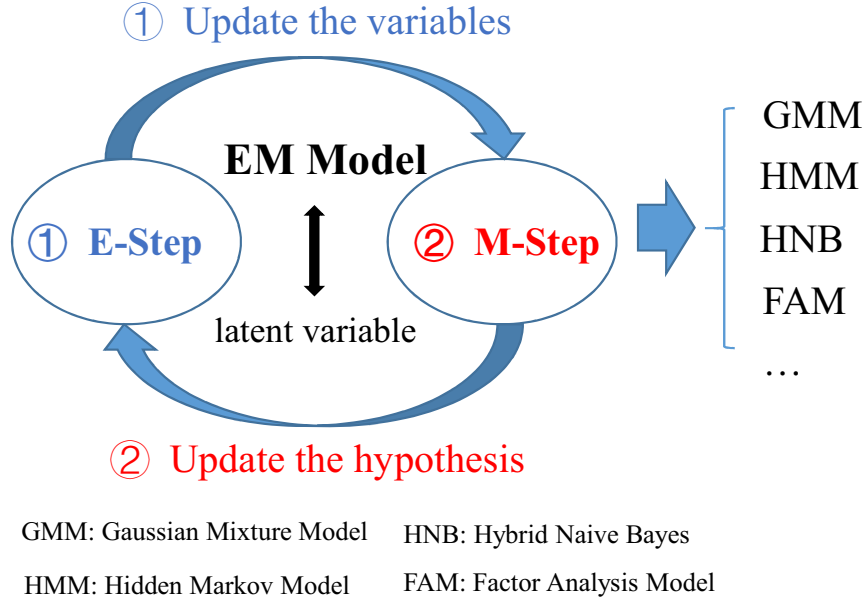 ① Update the variables
EM Model
① E-Step
② M-Step
latent variable
② Update the hypothesis
GMM
HMM
HNB
FAM
…
GMM: Gaussian Mixture Model
HNB: Hybrid Naive Bayes
HMM: Hidden Markov Model
FAM: Factor Analysis Model